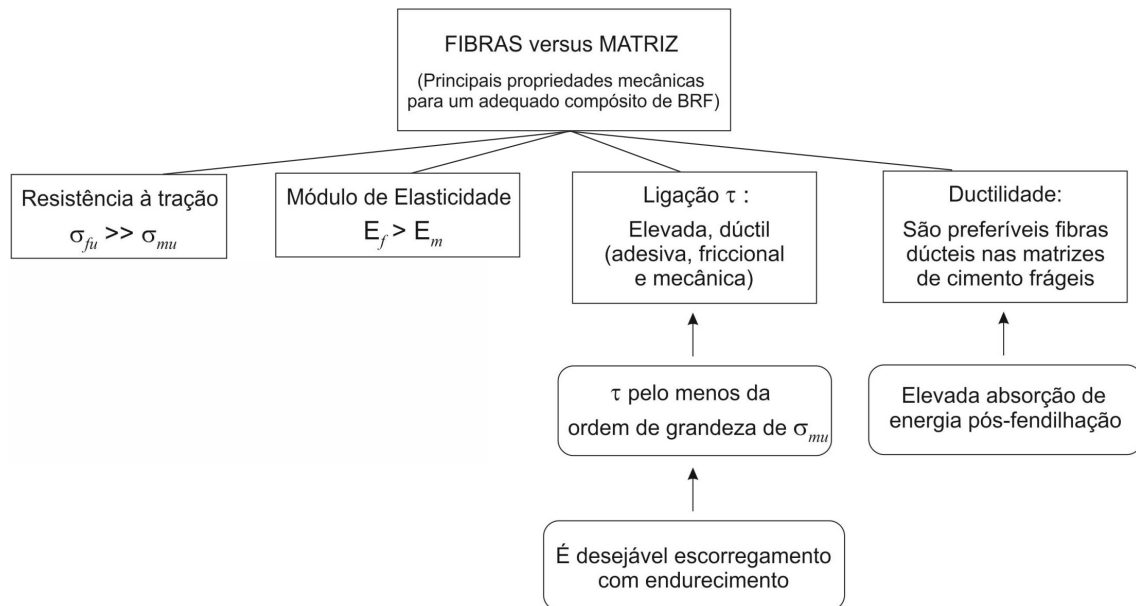 FIBRAS versus MATRIZ
(Principais propriedades mecânicas
para um adequado compósito de BRF)
Resistência à tração
σfu >> σmu
Módulo de Elasticidade
Ef > Em
Ligação τ :
Elevada, dúctil
(adesiva, friccional
e mecânica)
Ductilidade:
São preferíveis fibras
dúcteis nas matrizes
de cimento frágeis
τ pelo menos da
ordem de grandeza de σmu
Elevada absorção de
energia pós-fendilhação
É desejável escorregamento
com endurecimento